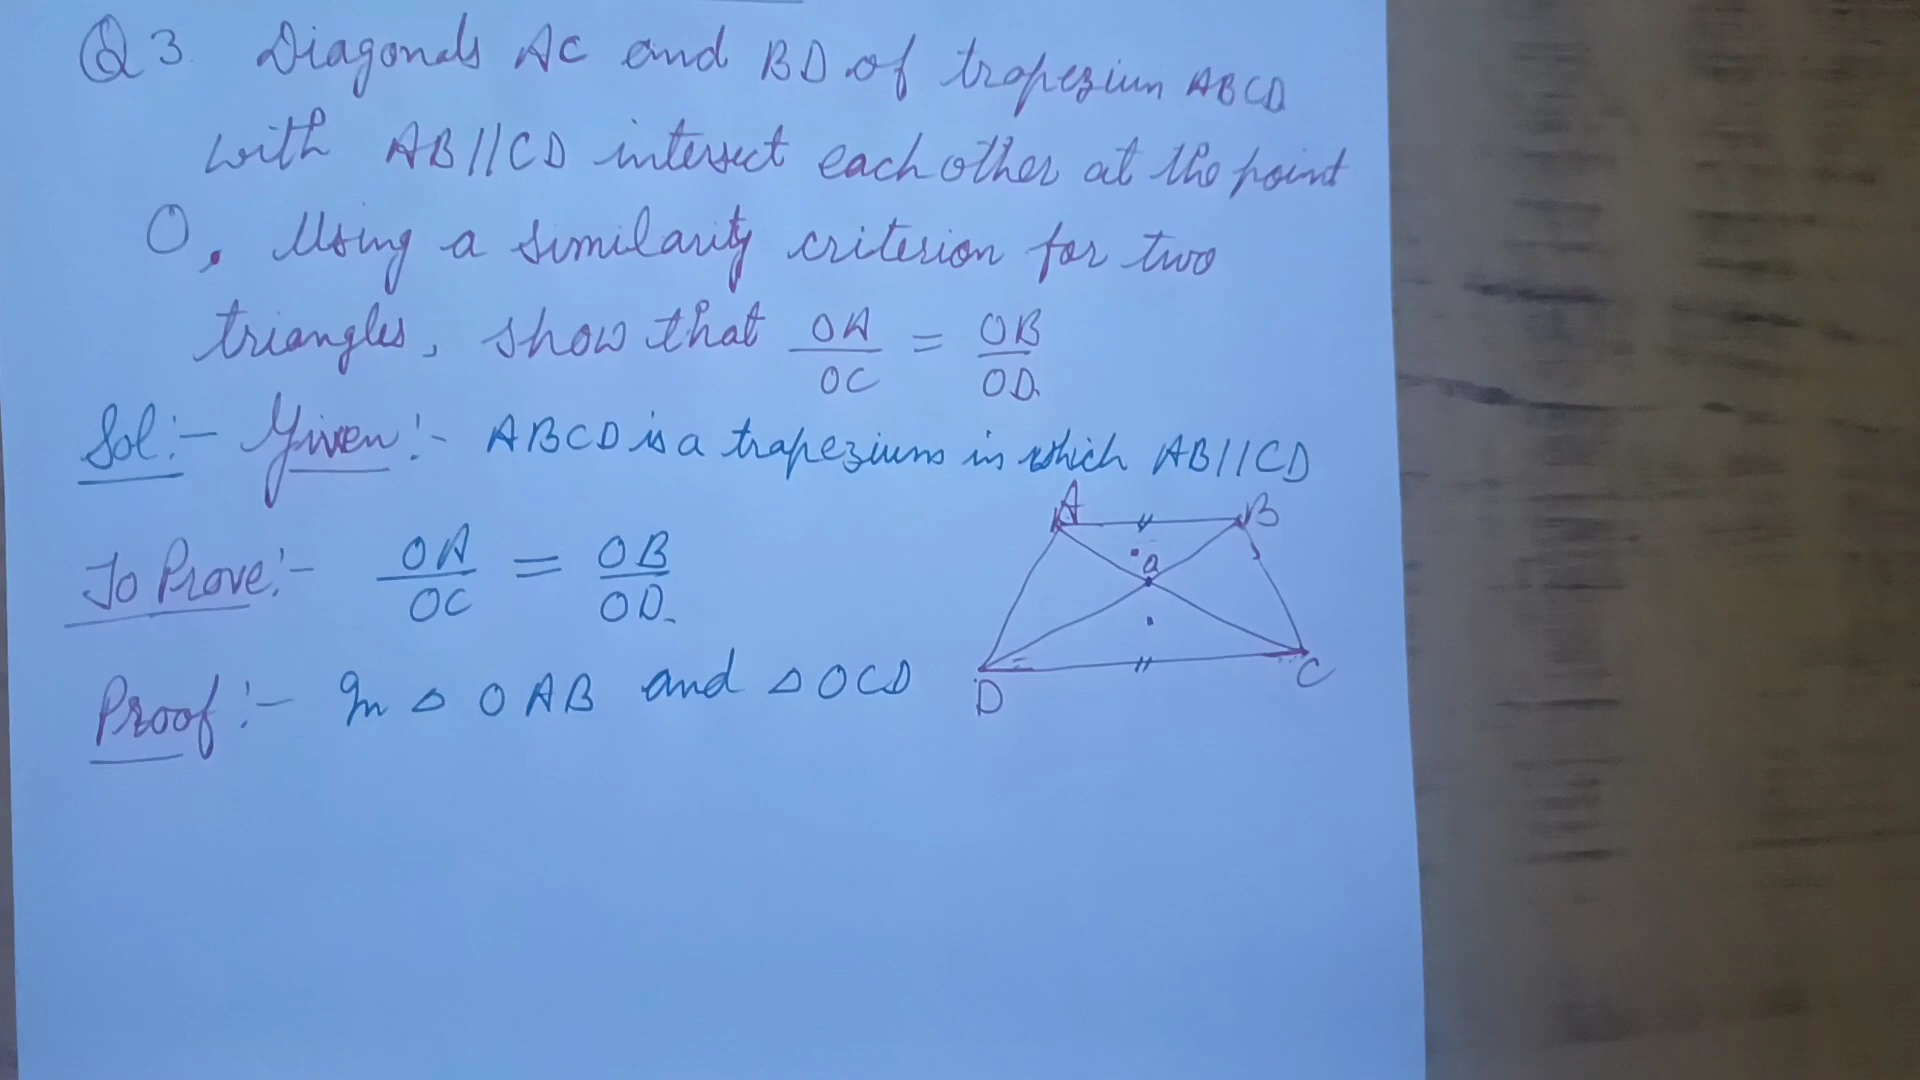 Q 3. Diagonals AC and BD of trapezium ABCD
with AB//CD intersect each other at the point
O, Using a similarity criterion for two
triangles, show that OA/OC = OB/OD.
Sol:- Given:- ABCD is a trapezium in which AB//CD
A B
To Prove:- OA/OC = OB/OD.
D C
Proof:- In △ OAB and △ OCD